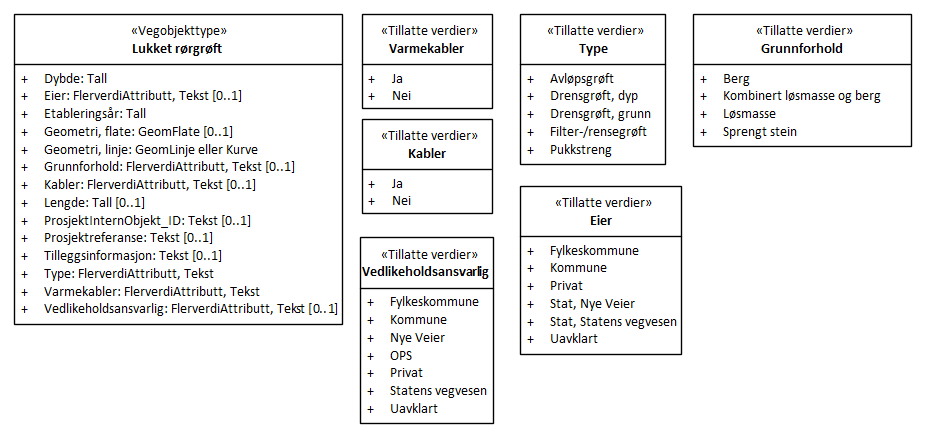 «Vegobjekttype»
Lukket rørgrøft
+ Dybde: Tall
+ Eier: FlerverdiAttributt, Tekst [0..1]
+ Etableringsår: Tall
+ Geometri, flate: GeomFlate [0..1]
+ Geometri, linje: GeomLinje eller Kurve
+ Grunnforhold: FlerverdiAttributt, Tekst [0..1]
+ Kabler: FlerverdiAttributt, Tekst [0..1]
+ Lengde: Tall [0..1]
+ ProsjektInternObjekt_ID: Tekst [0..1]
+ Prosjektreferanse: Tekst [0..1]
+ Tilleggsinformasjon: Tekst [0..1]
+ Type: FlerverdiAttributt, Tekst
+ Varmekabler: FlerverdiAttributt, Tekst
+ Vedlikeholdsansvarlig: FlerverdiAttributt, Tekst [0..1]
«Tillatte verdier»
Varmekabler
+ Ja
+ Nei
«Tillatte verdier»
Kabler
+ Ja
+ Nei
«Tillatte verdier»
Vedlikeholdsansvarlig
+ Fylkeskommune
+ Kommune
+ Nye Veier
+ OPS
+ Privat
+ Statens vegvesen
+ Uavklart
«Tillatte verdier»
Type
+ Avløpsgrøft
+ Drensgrøft, dyp
+ Drensgrøft, grunn
+ Filter-/rensegrøft
+ Pukkstreng
«Tillatte verdier»
Eier
+ Fylkeskommune
+ Kommune
+ Privat
+ Stat, Nye Veier
+ Stat, Statens vegvesen
+ Uavklart
«Tillatte verdier»
Grunnforhold
+ Berg
+ Kombinert løsmasse og berg
+ Løsmasse
+ Sprengt stein